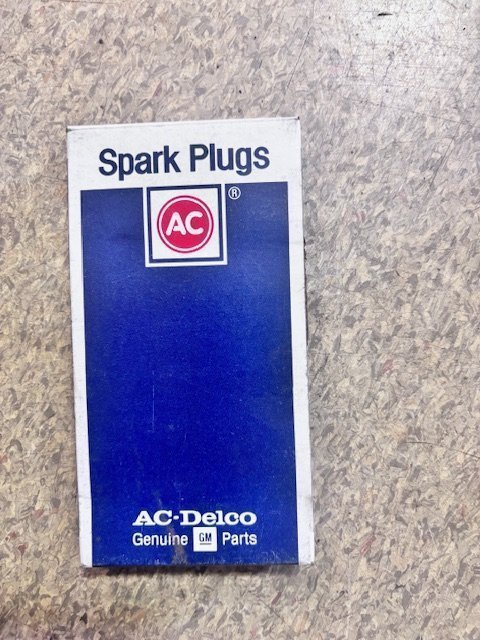 Spark Plugs
AC ®
AC-Delco
Genuine GM Parts